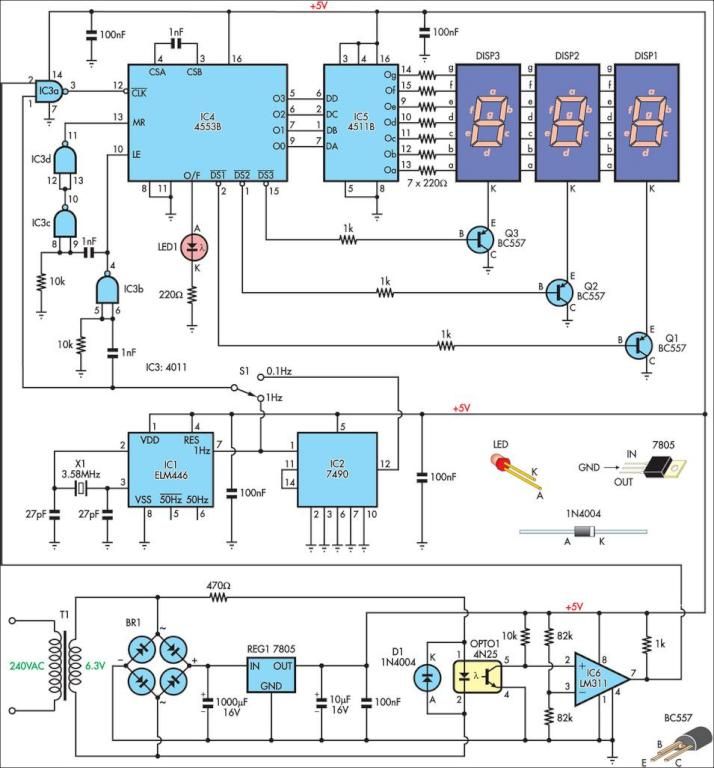 +5V
100nF
1nF
100nF
4
3
16
CSA
CSB
3
4
16
DISP3
DISP2
DISP1
2
14
IC3a
3
1
7
12
CLK
IC4
4553B
13
MR
10
LE
O3
5
6
DD
O2
6
2
DC
O1
7
1
DB
O0
9
7
DA
IC5
4511B
Og
14
g
g
g
Of
15
f
f
f
Oe
9
e
e
e
Od
10
d
d
d
Oc
11
c
c
c
Ob
12
b
b
b
Oa
13
a
a
a
7 x 220Ω
a
f
b
g
e
c
d
a
f
b
g
e
c
d
a
f
b
g
e
c
d
K
K
K
11
IC3d
12
13
10
IC3c
8
9
1nF
10k
4
IC3b
5
6
10k
1nF
8
11
O/F
DS1
DS2
DS3
2
1
15
5
8
A
LED1
λ
K
220Ω
1k
B
E
C
Q3
BC557
1k
B
E
C
Q2
BC557
1k
B
E
C
Q1
BC557
IC3: 4011
S1
0.1Hz
1Hz
+5V
1
4
VDD
RES
2
7
1Hz
X1
3.58MHz
3
IC1
ELM446
VSS
50Hz
50Hz
8
5
6
27pF
27pF
100nF
5
1
11
14
12
IC2
7490
2
3
6
7
10
100nF
LED
K
A
7805
IN
GND
OUT
1N4004
A
K
470Ω
T1
240VAC
6.3V
BR1
~
~
–
+
REG1 7805
IN
OUT
GND
+
1000µF
16V
+
10µF
16V
100nF
D1
1N4004
K
A
OPTO1
4N25
1
2
λ
5
4
10k
82k
82k
+5V
2
3
8
7
1
4
IC6
LM311
1k
BC557
B
E
C